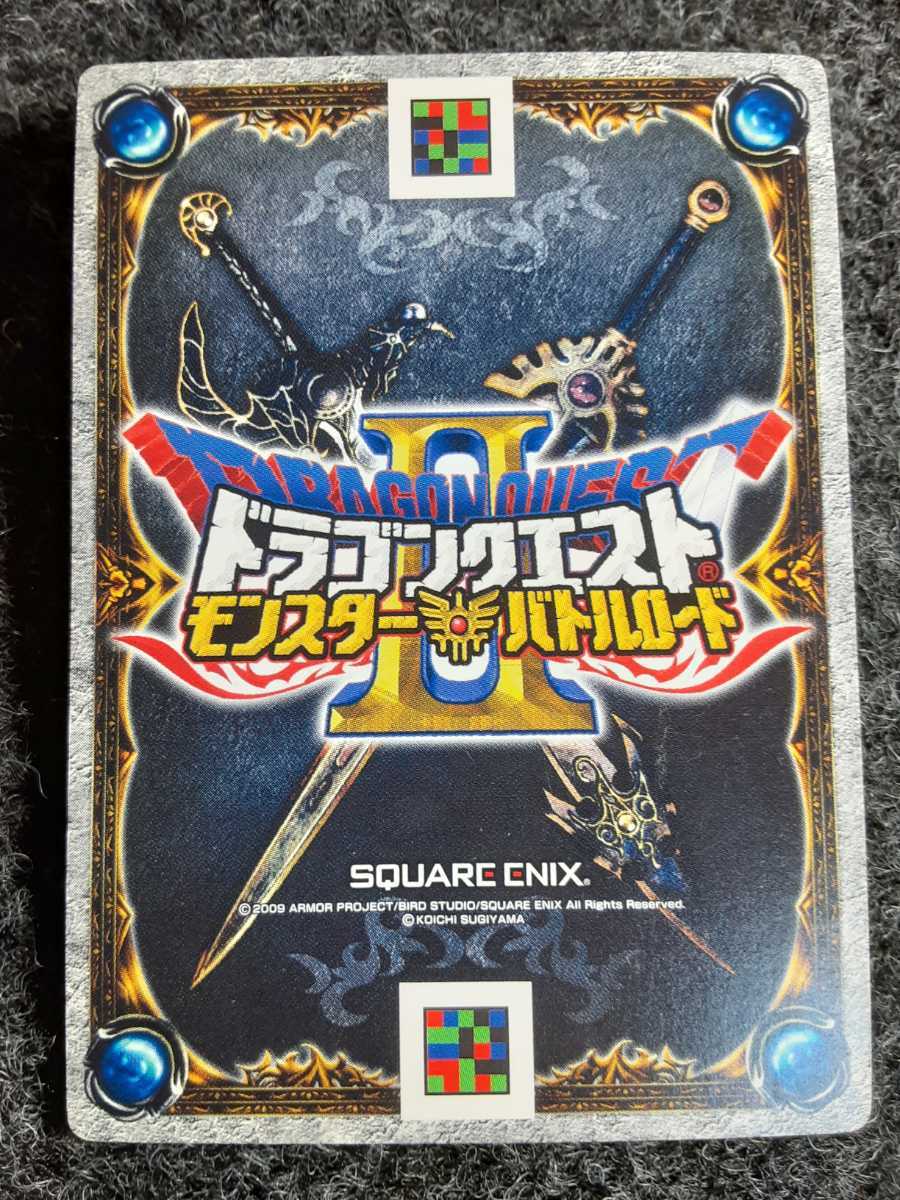 DRAGON QUEST
II
ドラゴンクエスト®
モンスター バトルロード
SQUARE ENIX®
©2009 ARMOR PROJECT/BIRD STUDIO/SQUARE ENIX All Rights Reserved.
©KOICHI SUGIYAMA